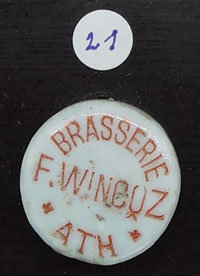 21
BRASSERIE
F. WINCQZ
* ATH *